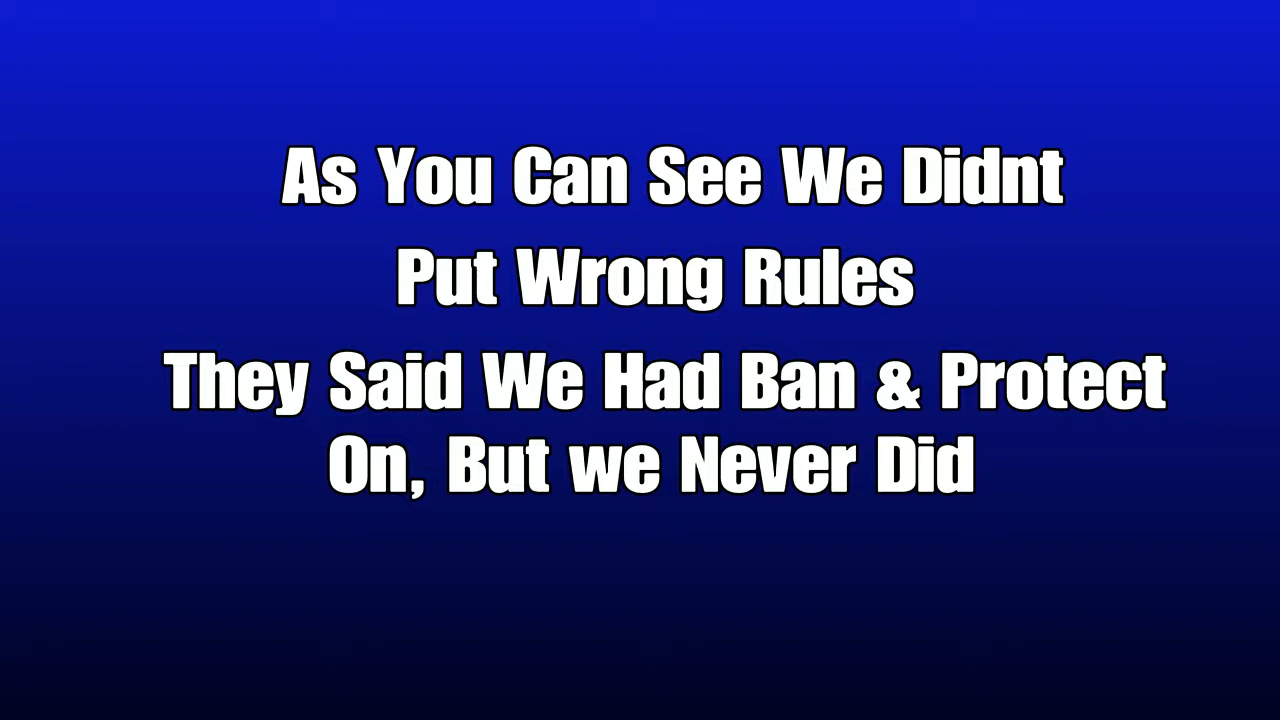 As You Can See We Didnt
Put Wrong Rules
They Said We Had Ban & Protect
On, But we Never Did